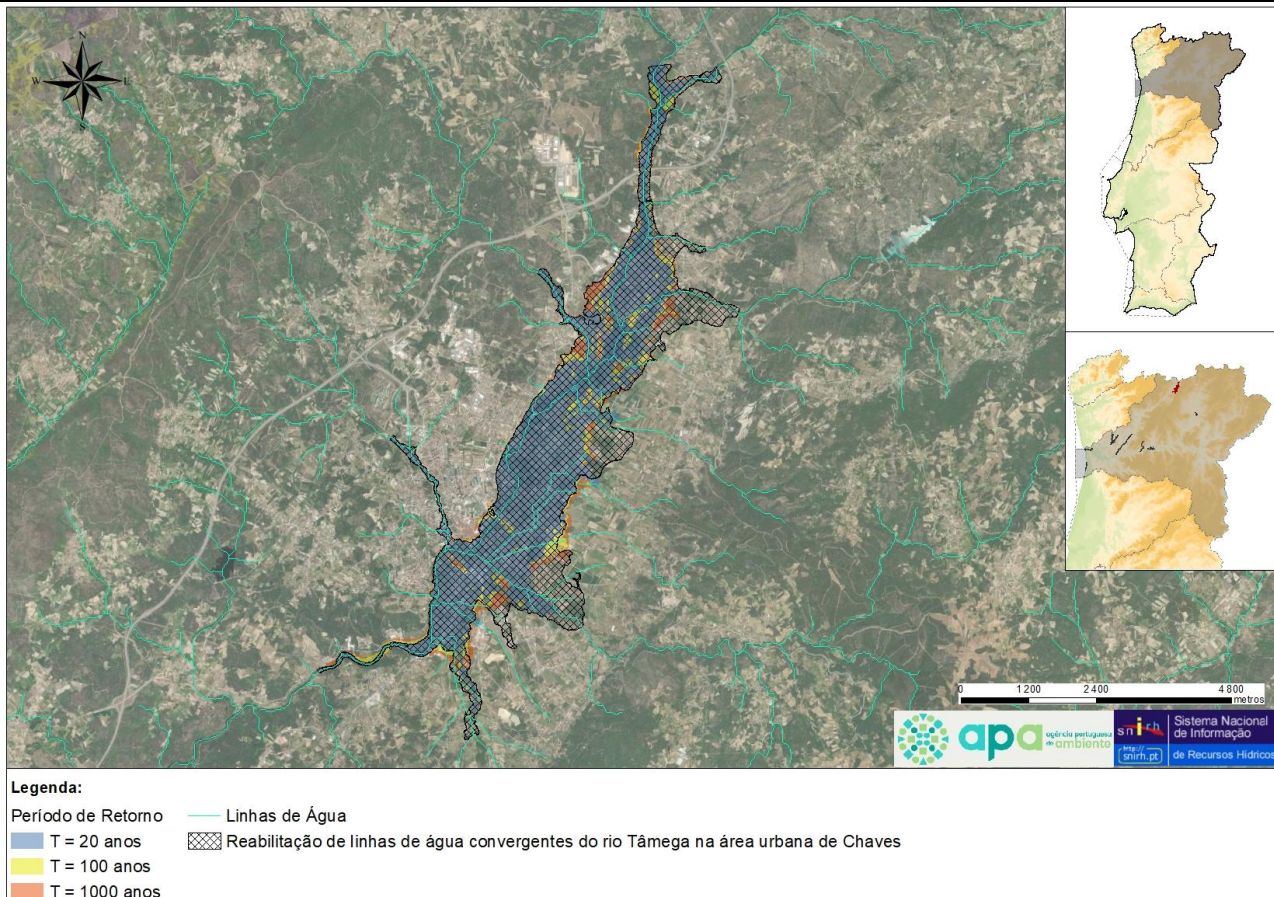 N
W
E
S
0
1 200
2 400
4 800
metros
apa
agência portuguesa
do ambiente
snirh
http://
snirh.pt
Sistema Nacional
de Informação
de Recursos Hídricos
Legenda:
Período de Retorno
T = 20 anos
T = 100 anos
T = 1000 anos
Linhas de Água
Reabilitação de linhas de água convergentes do rio Tâmega na área urbana de Chaves